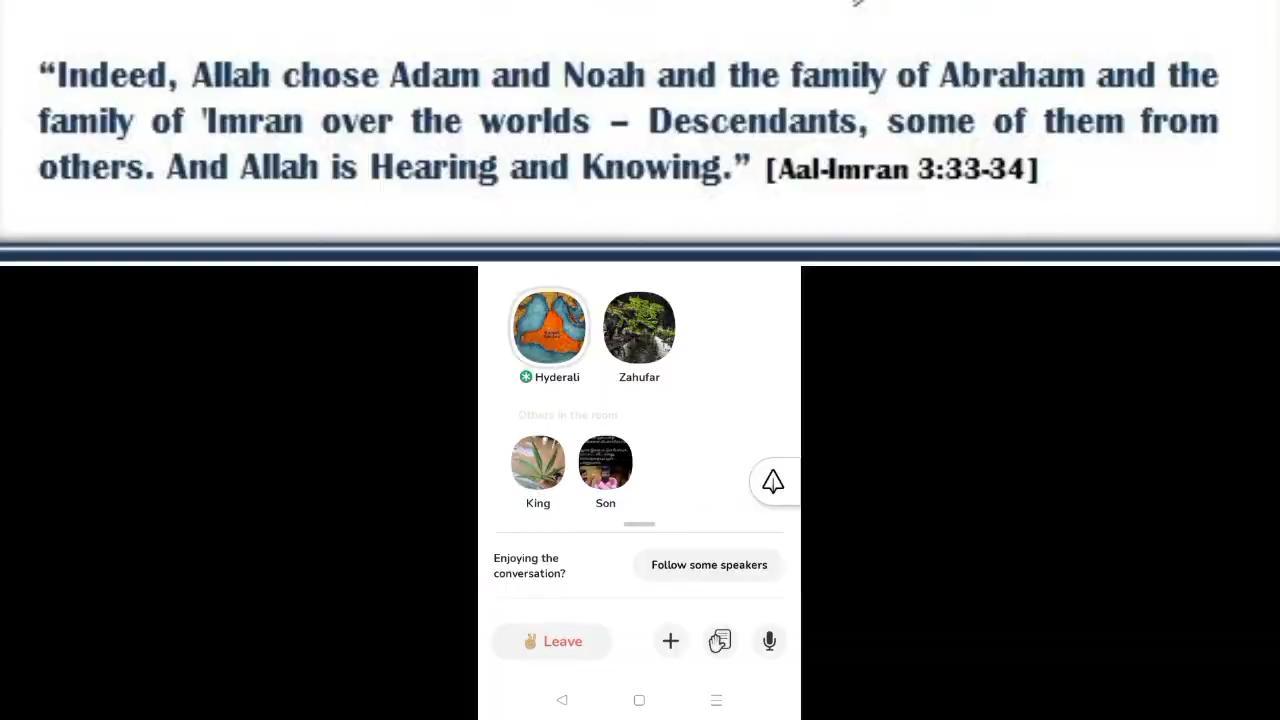 “Indeed, Allah chose Adam and Noah and the family of Abraham and the
family of 'Imran over the worlds – Descendants, some of them from
others. And Allah is Hearing and Knowing.” [Aal-Imran 3:33-34]
Hyderali
Zahufar
Others in the room
King
Son
Enjoying the
conversation?
Follow some speakers
✌🏼 Leave